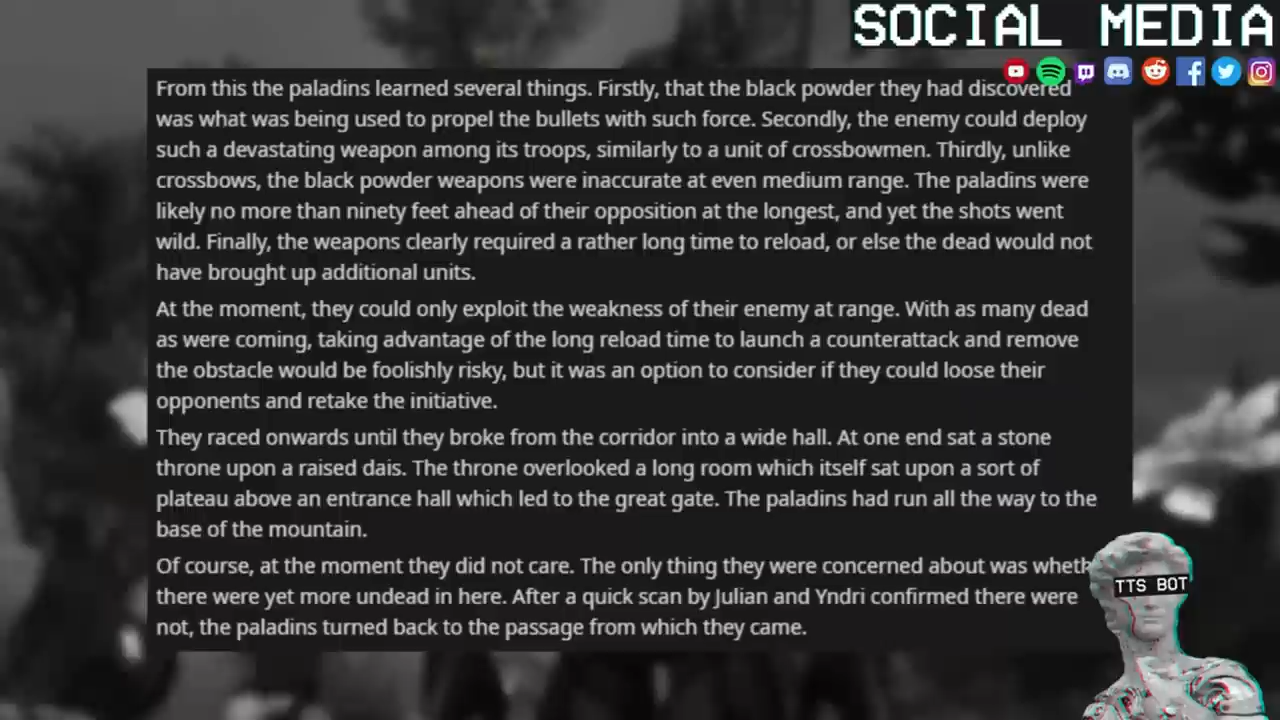 SOCIAL MEDIA
From this the paladins learned several things. Firstly, that the black powder they had discovered
was what was being used to propel the bullets with such force. Secondly, the enemy could deploy
such a devastating weapon among its troops, similarly to a unit of crossbowmen. Thirdly, unlike
crossbows, the black powder weapons were inaccurate at even medium range. The paladins were
likely no more than ninety feet ahead of their opposition at the longest, and yet the shots went
wild. Finally, the weapons clearly required a rather long time to reload, or else the dead would not
have brought up additional units.
At the moment, they could only exploit the weakness of their enemy at range. With as many dead
as were coming, taking advantage of the long reload time to launch a counterattack and remove
the obstacle would be foolishly risky, but it was an option to consider if they could loose their
opponents and retake the initiative.
They raced onwards until they broke from the corridor into a wide hall. At one end sat a stone
throne upon a raised dais. The throne overlooked a long room which itself sat upon a sort of
plateau above an entrance hall which led to the great gate. The paladins had run all the way to the
base of the mountain.
Of course, at the moment they did not care. The only thing they were concerned about was wheth
there were yet more undead in here. After a quick scan by Julian and Yndri confirmed there were
not, the paladins turned back to the passage from which they came.
TTS BOT